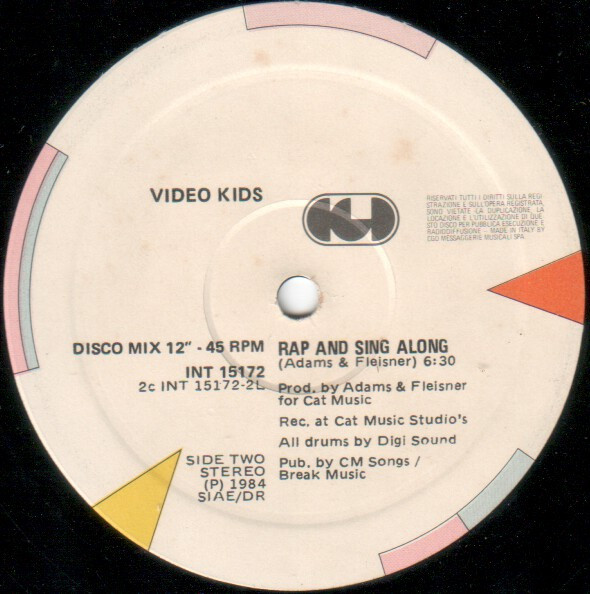 VIDEO KIDS
RISERVATI TUTTI I DIRITTI SULLA REGI
STRAZIONE E SULL'OPERA REGISTRATA
SONO VIETATE LA DUPLICAZIONE, LA
LOCAZIONE E L'UTILIZZAZIONE DI QUE
STO DISCO PER PUBBLICA ESECUZIONE E
RADIODIFFUSIONE - MADE IN ITALY BY
CGD MESSAGGERIE MUSICALI SPA.
DISCO MIX 12" - 45 RPM
INT 15172
2c INT 15172-2L
RAP AND SING ALONG
(Adams & Fleisner) 6:30
Prod. by Adams & Fleisner
for Cat Music
Rec. at Cat Music Studio's
All drums by Digi Sound
Pub. by CM Songs /
Break Music
SIDE TWO
STEREO
(P) 1984
SIAE/DR